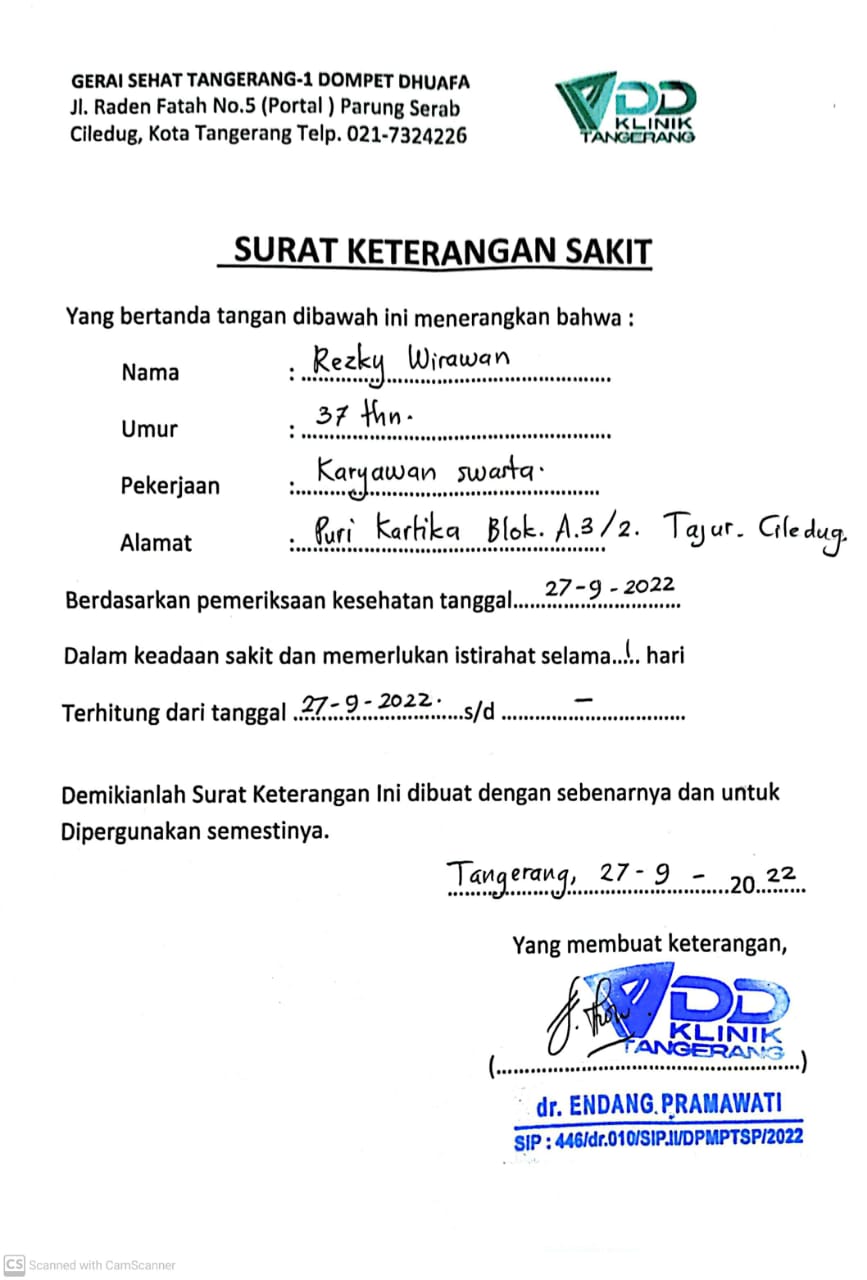 GERAI SEHAT TANGERANG-1 DOMPET DHUAFA
Jl. Raden Fatah No.5 (Portal ) Parung Serab
Ciledug, Kota Tangerang Telp. 021-7324226
DD
KLINIK
TANGERANG
SURAT KETERANGAN SAKIT
Yang bertanda tangan dibawah ini menerangkan bahwa :
Nama : Rezky Wirawan
Umur : 37 thn.
Pekerjaan : Karyawan swarta.
Alamat : Puri Kartika Blok. A.3/2. Tajur. Ciledug.
Berdasarkan pemeriksaan kesehatan tanggal.....27-9-2022
Dalam keadaan sakit dan memerlukan istirahat selama..1.. hari
Terhitung dari tanggal ..27-9-2022. ...s/d ..... –
Demikianlah Surat Keterangan Ini dibuat dengan sebenarnya dan untuk
Dipergunakan semestinya.
Tangerang, 27-9 - 2022
Yang membuat keterangan,
DD
KLINIK
TANGERANG
(..............................)
dr. ENDANG PRAMAWATI
SIP : 446/dr.010/SIP.II/DPMPTSP/2022
CS Scanned with CamScanner